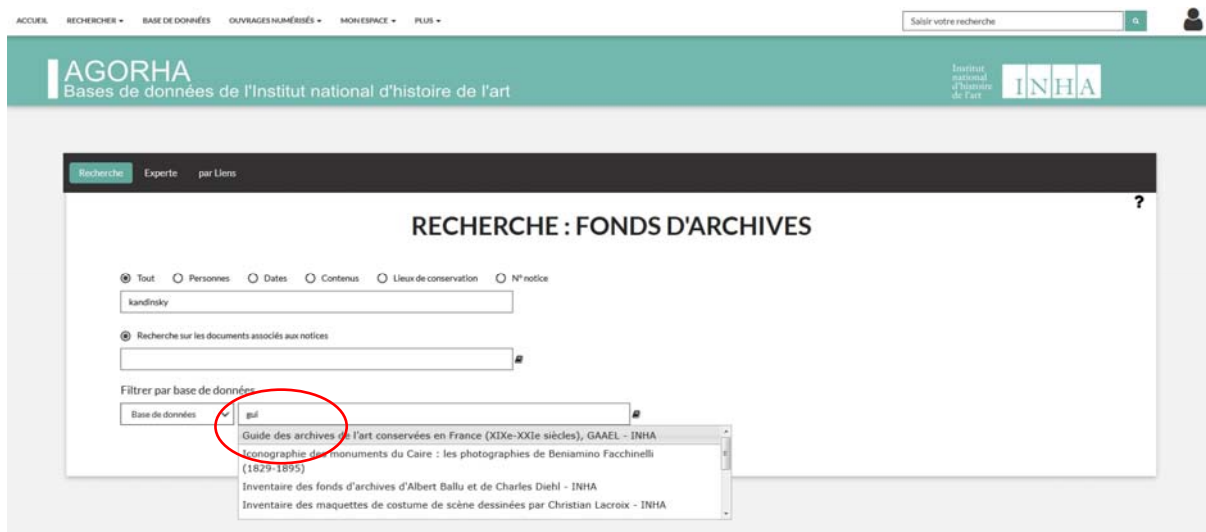 ACCUEIL RECHERCHER BASE DE DONNÉES OUVRAGES NUMÉRISÉS MON ESPACE PLUS Saisir votre recherche
AGORHA
Bases de données de l'Institut national d'histoire de l'art
Institut
national
d'histoire
de l'art
INHA
Recherche Experte par Liens
?
RECHERCHE : FONDS D'ARCHIVES
Tout Personnes Dates Contenus Lieux de conservation N° notice
kandinsky
Recherche sur les documents associés aux notices
Filtrer par base de données
Base de données gui
Guide des archives de l'art conservées en France (XIXe-XXIe siècles), GAAEL - INHA
Iconographie des monuments du Caire : les photographies de Beniamino Facchinelli
(1829-1895)
Inventaire des fonds d'archives d'Albert Ballu et de Charles Diehl - INHA
Inventaire des maquettes de costume de scène dessinées par Christian Lacroix - INHA